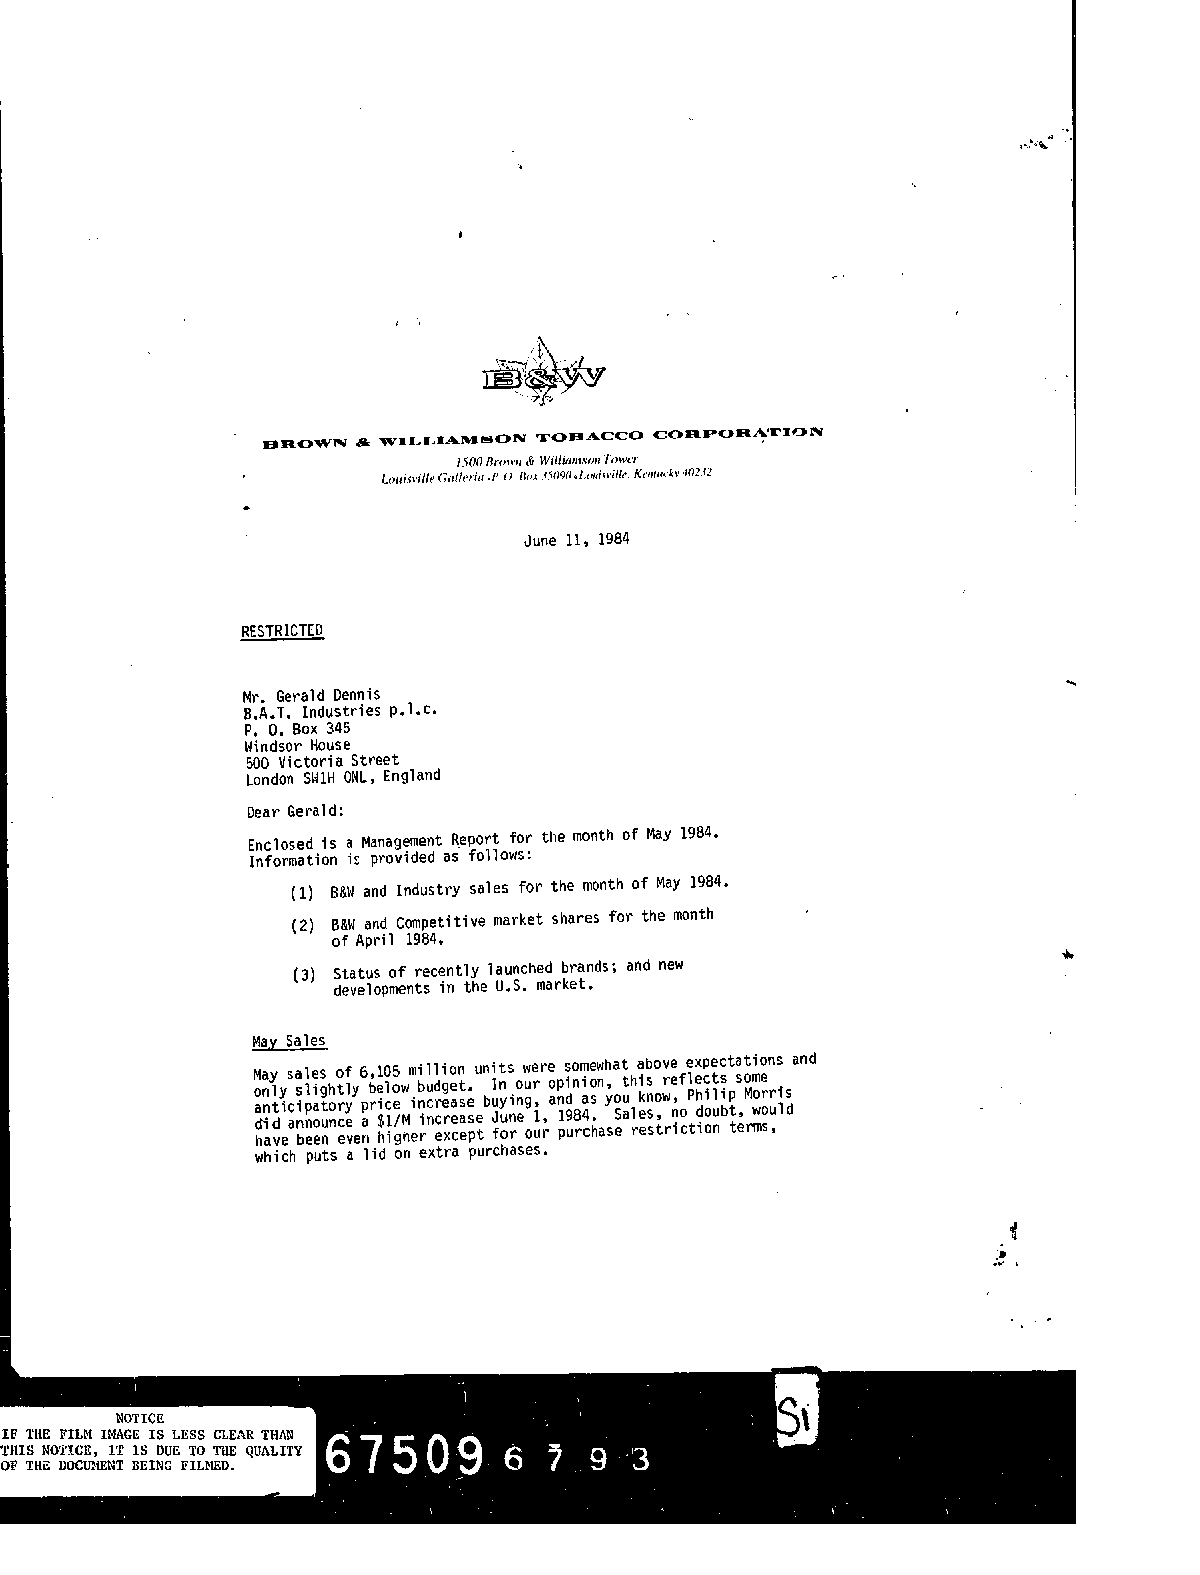 B&W
BROWN & WILLIAMSON TOBACCO CORPORATION
1500 Brown & Williamson Tower
Louisville Galleria P. O. Box 35090 Louisville, Kentucky 40232
June 11, 1984
RESTRICTED
Mr. Gerald Dennis
B.A.T. Industries p.l.c.
P. O. Box 345
Windsor House
500 Victoria Street
London SW1H ONL, England
Dear Gerald:
Enclosed is a Management Report for the month of May 1984.
Information is provided as follows:
(1) B&W and Industry sales for the month of May 1984.
(2) B&W and Competitive market shares for the month
of April 1984.
(3) Status of recently launched brands; and new
developments in the U.S. market.
May Sales
May sales of 6,105 million units were somewhat above expectations and
only slightly below budget. In our opinion, this reflects some
anticipatory price increase buying, and as you know, Philip Morris
did announce a $1/M increase June 1, 1984. Sales, no doubt, would
have been even higher except for our purchase restriction terms,
which puts a lid on extra purchases.
Si
NOTICE
IF THE FILM IMAGE IS LESS CLEAR THAN
THIS NOTICE, IT IS DUE TO THE QUALITY
OF THE DOCUMENT BEING FILMED.
67509 6793